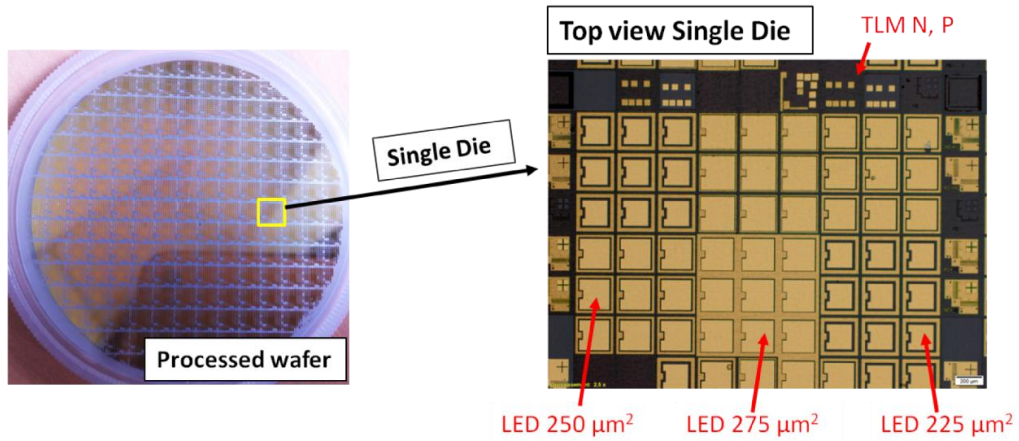 Top view Single Die
TLM N, P
Single Die
Processed wafer
200 µm
LED 250 µm²
LED 275 µm²
LED 225 µm²